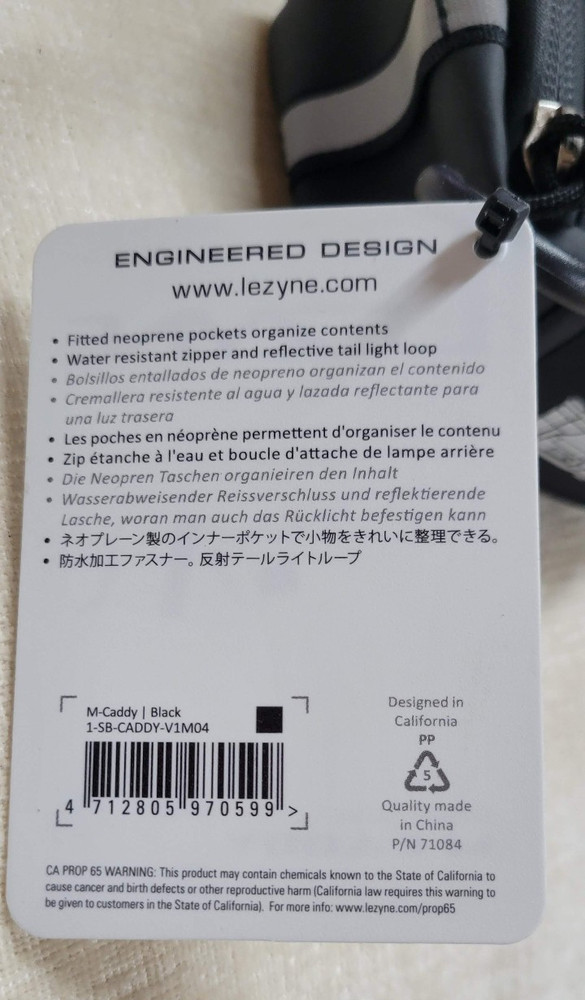 ENGINEERED DESIGN
www.lezyne.com
• Fitted neoprene pockets organize contents
• Water resistant zipper and reflective tail light loop
• Bolsillos entallados de neopreno organizan el contenido
• Cremallera resistente al agua y lazada reflectante para
una luz trasera
• Les poches en néoprène permettent d'organiser le contenu
• Zip étanche à l'eau et boucle d'attache de lampe arrière
• Die Neopren Taschen organieiren den Inhalt
• Wasserabweisender Reissverschluss und reflektierende
Lasche, woran man auch das Rücklicht befestigen kann
• ネオプレーン製のインナーポケットで小物をきれいに整理できる。
• 防水加工ファスナー。反射テールライトループ
M-Caddy | Black
1-SB-CADDY-V1M04
4 712805 970599 >
Designed in
California
PP
5
Quality made
in China
P/N 71084
CA PROP 65 WARNING: This product may contain chemicals known to the State of California to
cause cancer and birth defects or other reproductive harm (California law requires this warning to
be given to customers in the State of California). For more info: www.lezyne.com/prop65